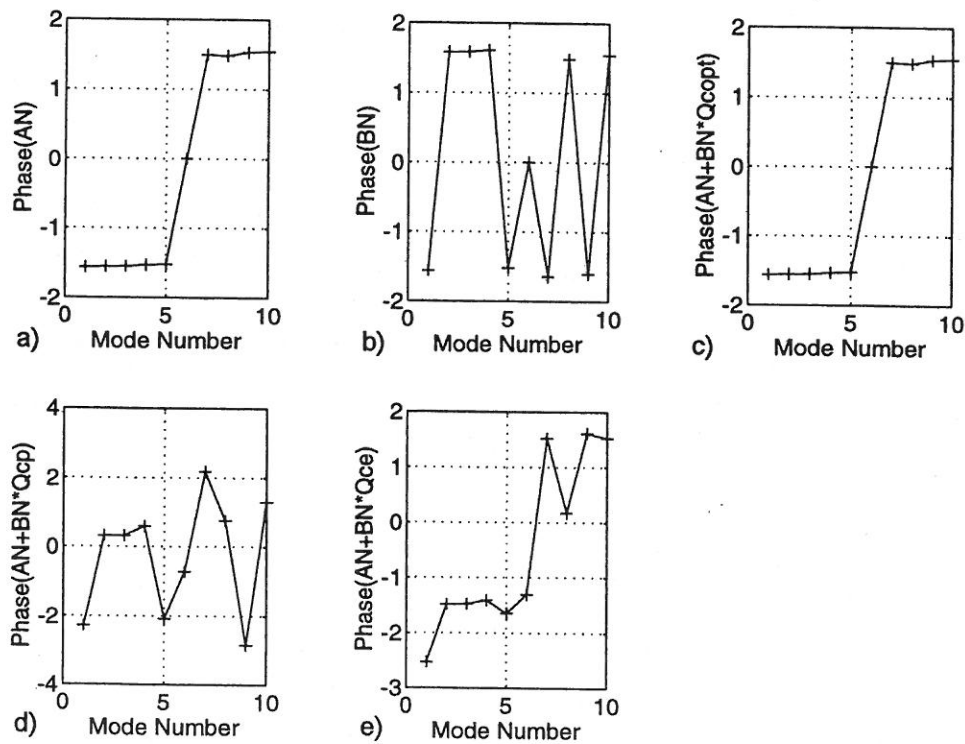 2
1
0
-1
-2
Phase(AN)
0
5
10
Mode Number
a)
2
1
0
-1
-2
Phase(BN)
0
5
10
Mode Number
b)
2
1
0
-1
-2
Phase(AN+BN*Qcopt)
0
5
10
Mode Number
c)
4
2
0
-2
-4
Phase(AN+BN*Qcp)
0
5
10
Mode Number
d)
2
1
0
-1
-2
-3
Phase(AN+BN*Qce)
0
5
10
Mode Number
e)